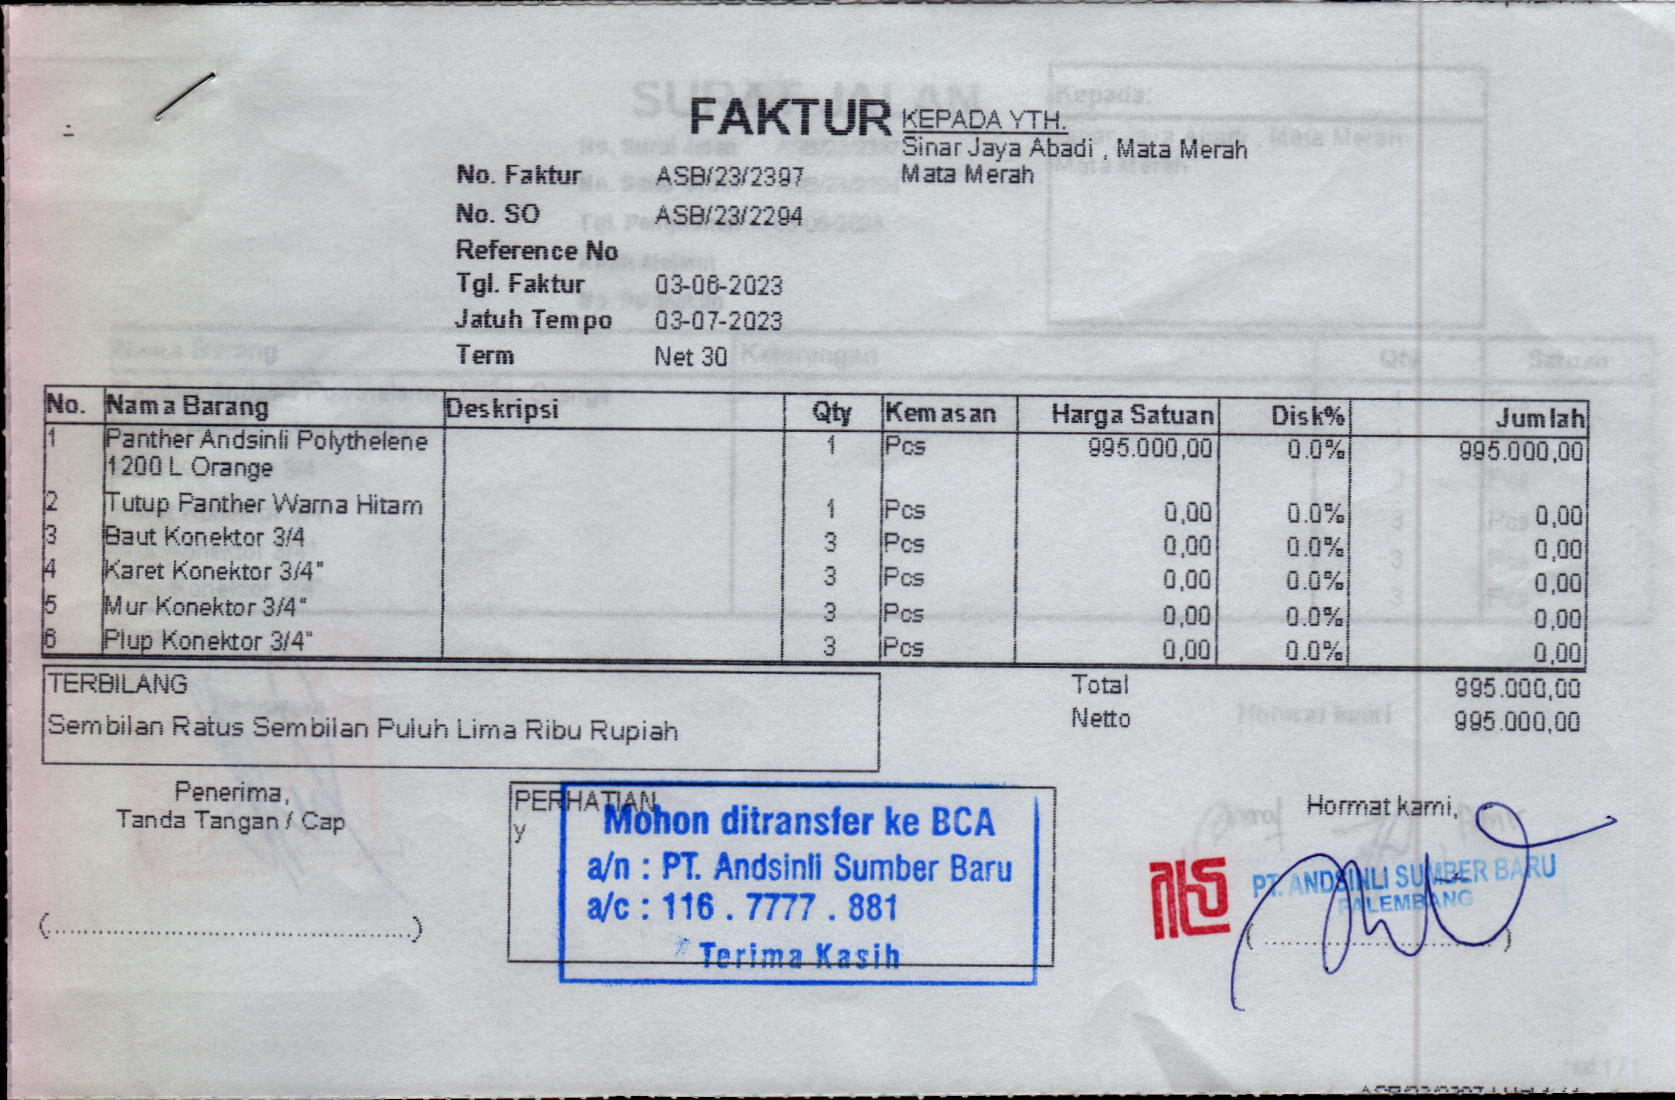 FAKTUR
KEPADA YTH.
Sinar Jaya Abadi , Mata Merah
Mata Merah
No. Faktur ASB/23/2397
No. SO ASB/23/2294
Reference No
Tgl. Faktur 03-06-2023
Jatuh Tempo 03-07-2023
Term Net 30
No. Nama Barang Deskripsi Qty Kemasan Harga Satuan Disk% Jumlah
1 Panther Andsinli Polythelene 1 Pcs 995.000,00 0.0% 995.000,00
1200 L Orange
2 Tutup Panther Warna Hitam 1 Pcs 0,00 0.0% 0,00
3 Baut Konektor 3/4 3 Pcs 0,00 0.0% 0,00
4 Karet Konektor 3/4" 3 Pcs 0,00 0.0% 0,00
5 Mur Konektor 3/4" 3 Pcs 0,00 0.0% 0,00
6 Plup Konektor 3/4" 3 Pcs 0,00 0.0% 0,00
TERBILANG
Sembilan Ratus Sembilan Puluh Lima Ribu Rupiah
Total 995.000,00
Netto 995.000,00
Penerima,
Tanda Tangan / Cap
(..............................)
PERHATIAN
y
Mohon ditransfer ke BCA
a/n : PT. Andsinli Sumber Baru
a/c : 116 . 7777 . 881
Terima Kasih
Hormat kami,
PT. ANDSINLI SUMBER BARU
PALEMBANG
(..............................)